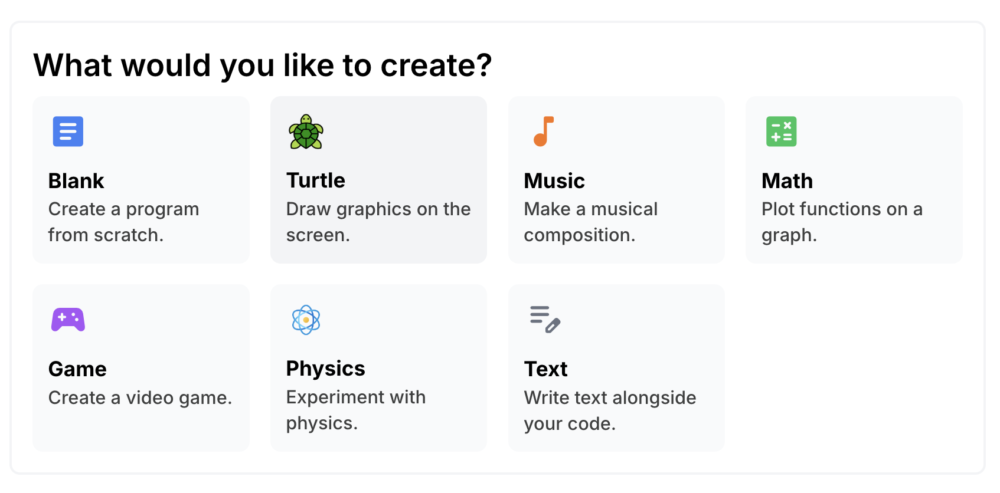 What would you like to create?
Blank
Create a program
from scratch.
Turtle
Draw graphics on the
screen.
Music
Make a musical
composition.
Math
Plot functions on a
graph.
Game
Create a video game.
Physics
Experiment with
physics.
Text
Write text alongside
your code.